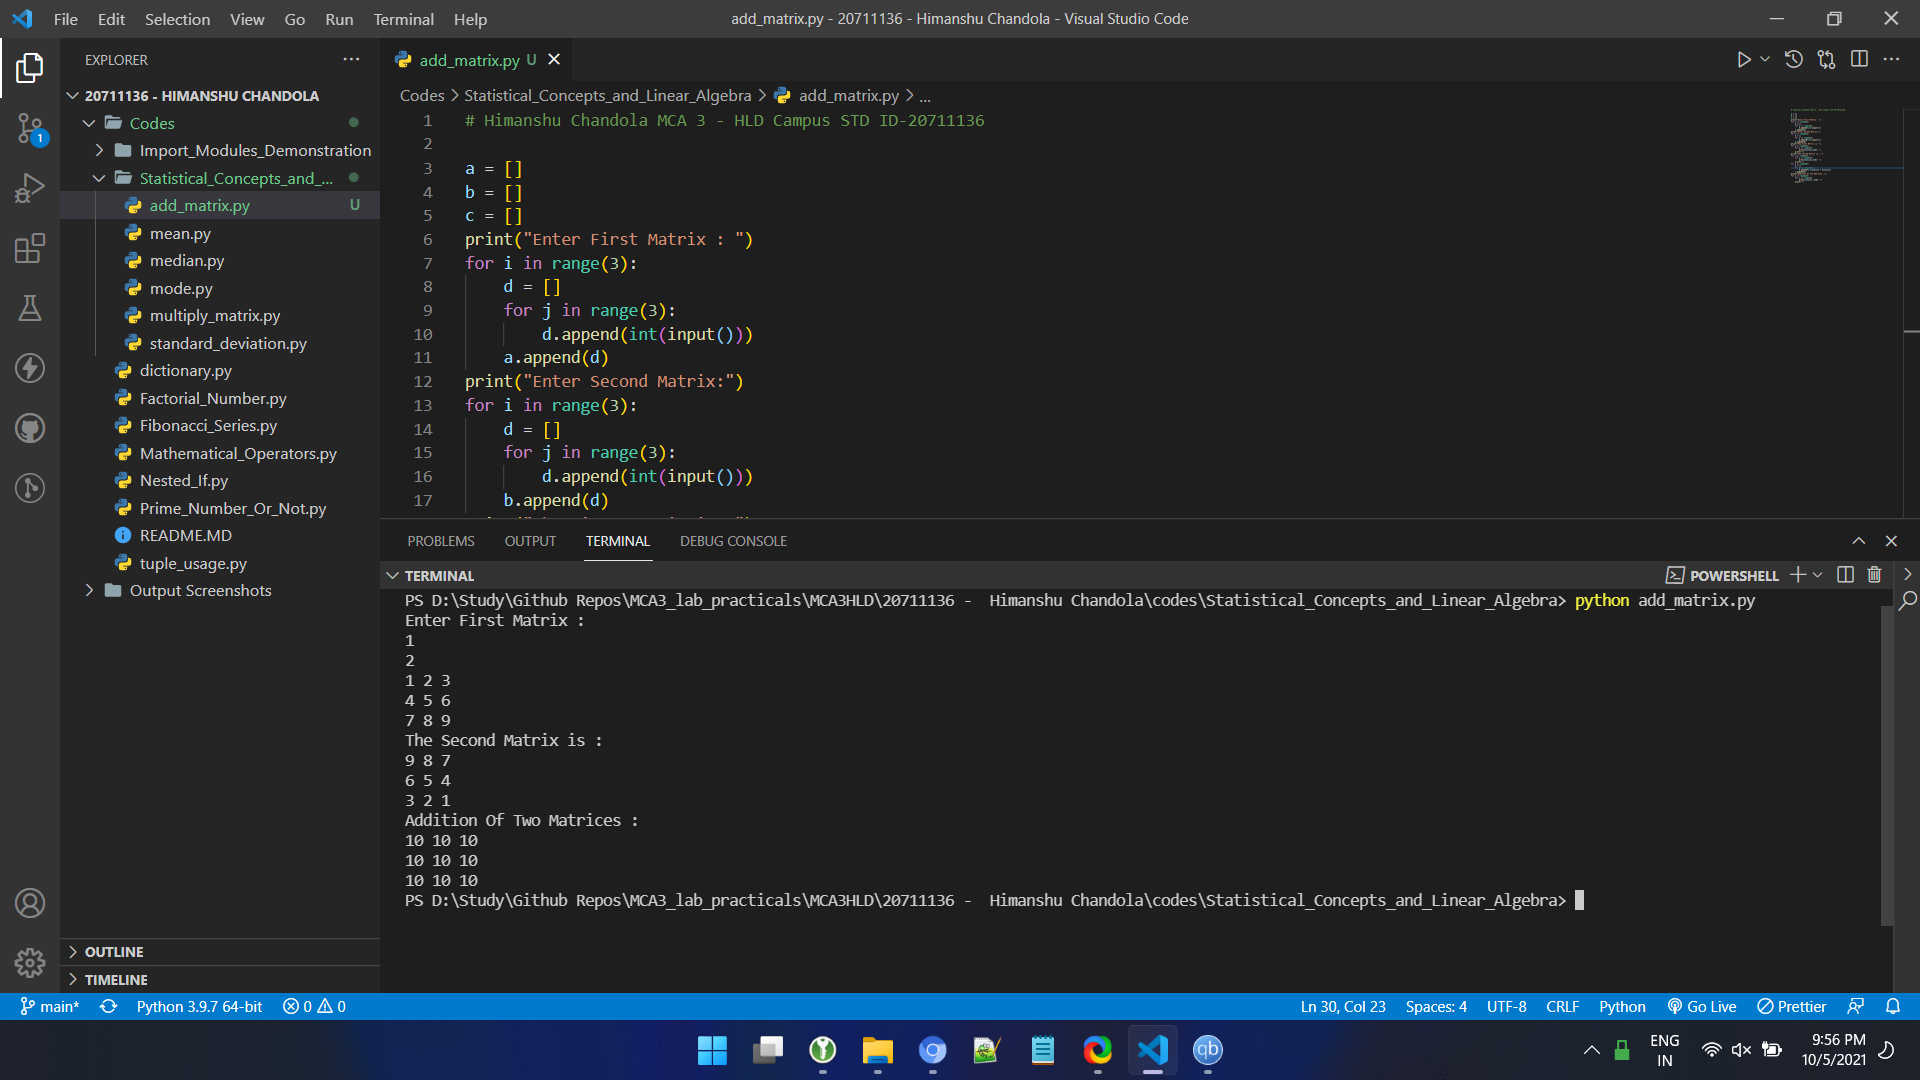 File Edit Selection View Go Run Terminal Help
add_matrix.py - 20711136 - Himanshu Chandola - Visual Studio Code
EXPLORER
20711136 - HIMANSHU CHANDOLA
Codes
Import_Modules_Demonstration
Statistical_Concepts_and_...
add_matrix.py U
mean.py
median.py
mode.py
multiply_matrix.py
standard_deviation.py
dictionary.py
Factorial_Number.py
Fibonacci_Series.py
Mathematical_Operators.py
Nested_If.py
Prime_Number_Or_Not.py
README.MD
tuple_usage.py
Output Screenshots
OUTLINE
TIMELINE
1
add_matrix.py U
Codes > Statistical_Concepts_and_Linear_Algebra > add_matrix.py > ...
1 # Himanshu Chandola MCA 3 - HLD Campus STD ID-20711136
2
3 a = []
4 b = []
5 c = []
6 print("Enter First Matrix : ")
7 for i in range(3):
8     d = []
9     for j in range(3):
10         d.append(int(input()))
11     a.append(d)
12 print("Enter Second Matrix:")
13 for i in range(3):
14     d = []
15     for j in range(3):
16         d.append(int(input()))
17     b.append(d)
PROBLEMS OUTPUT TERMINAL DEBUG CONSOLE
TERMINAL
POWERSHELL
PS D:\Study\Github Repos\MCA3_lab_practicals\MCA3HLD\20711136 -  Himanshu Chandola\codes\Statistical_Concepts_and_Linear_Algebra> python add_matrix.py
Enter First Matrix :
1
2
1 2 3
4 5 6
7 8 9
The Second Matrix is :
9 8 7
6 5 4
3 2 1
Addition Of Two Matrices :
10 10 10
10 10 10
10 10 10
PS D:\Study\Github Repos\MCA3_lab_practicals\MCA3HLD\20711136 -  Himanshu Chandola\codes\Statistical_Concepts_and_Linear_Algebra>
main* Python 3.9.7 64-bit 0 0 Ln 30, Col 23 Spaces: 4 UTF-8 CRLF Python Go Live Prettier
qb
ENG
IN
9:56 PM
10/5/2021